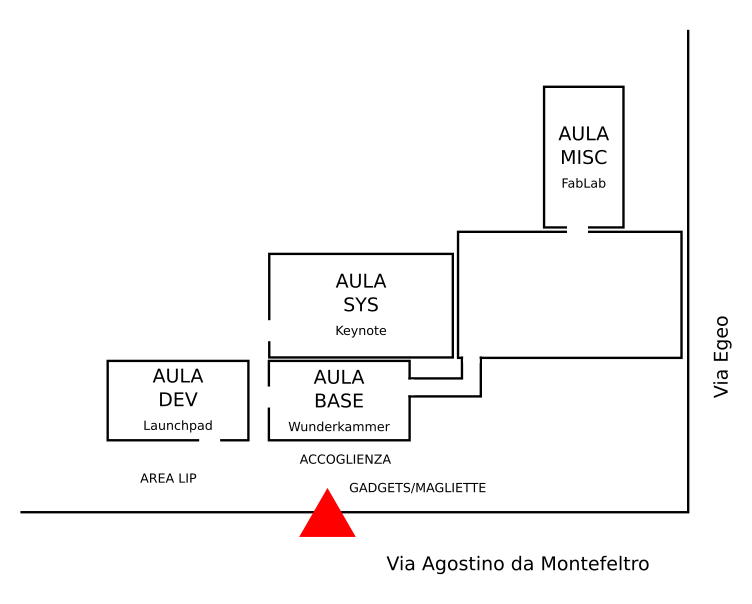 AULA
MISC
FabLab
AULA
SYS
Keynote
Via Egeo
AULA
DEV
Launchpad
AULA
BASE
Wunderkammer
ACCOGLIENZA
AREA LIP
GADGETS/MAGLIETTE
Via Agostino da Montefeltro